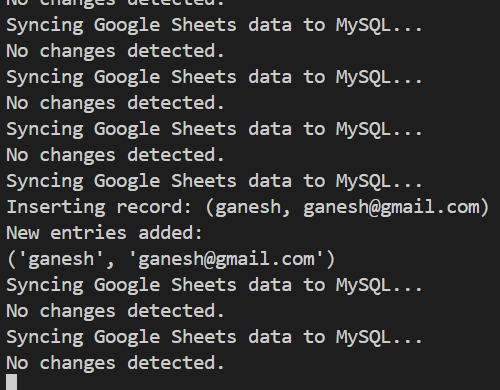 No changes detected.
Syncing Google Sheets data to MySQL...
No changes detected.
Syncing Google Sheets data to MySQL...
No changes detected.
Syncing Google Sheets data to MySQL...
No changes detected.
Syncing Google Sheets data to MySQL...
Inserting record: (ganesh, ganesh@gmail.com)
New entries added:
('ganesh', 'ganesh@gmail.com')
Syncing Google Sheets data to MySQL...
No changes detected.
Syncing Google Sheets data to MySQL...
No changes detected.